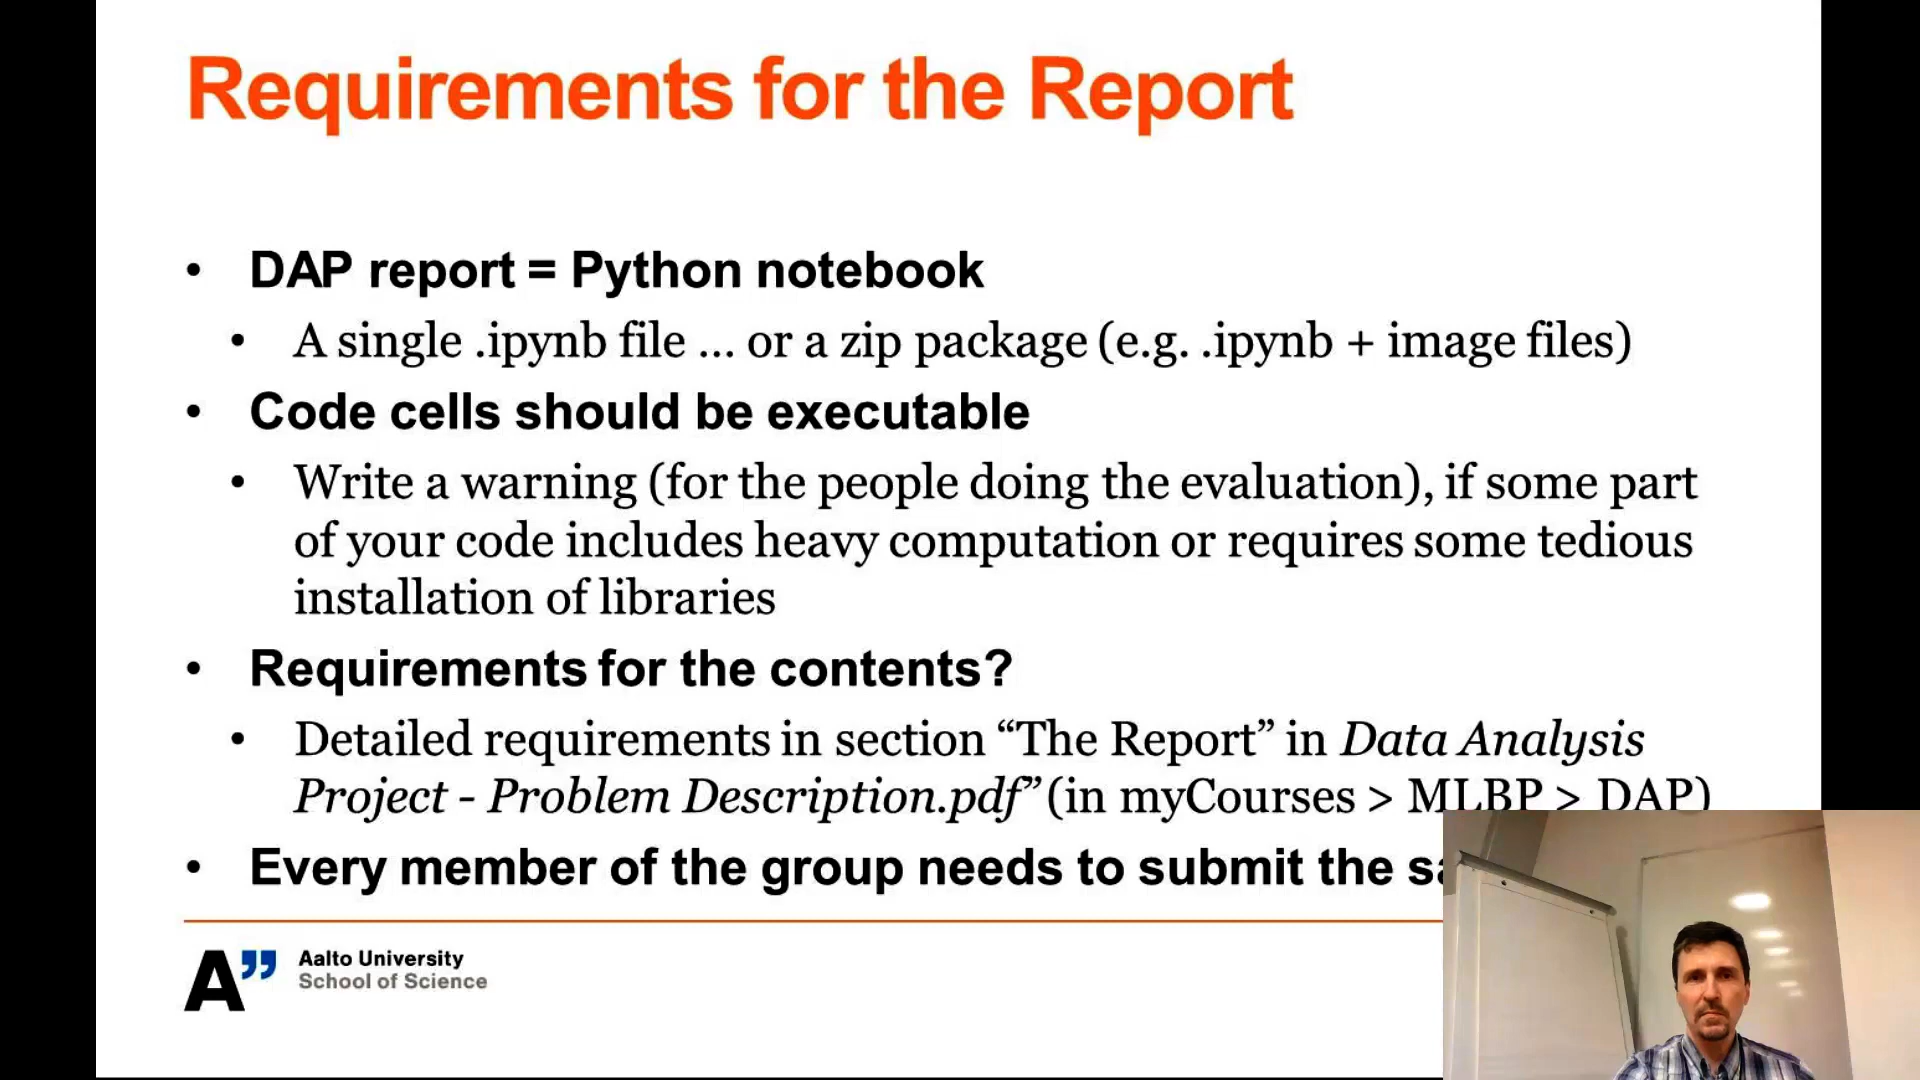 Requirements for the Report
• DAP report = Python notebook
• A single .ipynb file ... or a zip package (e.g. .ipynb + image files)
• Code cells should be executable
• Write a warning (for the people doing the evaluation), if some part
of your code includes heavy computation or requires some tedious
installation of libraries
• Requirements for the contents?
• Detailed requirements in section “The Report” in Data Analysis
Project - Problem Description.pdf” (in myCourses > MLBP > DAP)
• Every member of the group needs to submit the
A”
Aalto University
School of Science